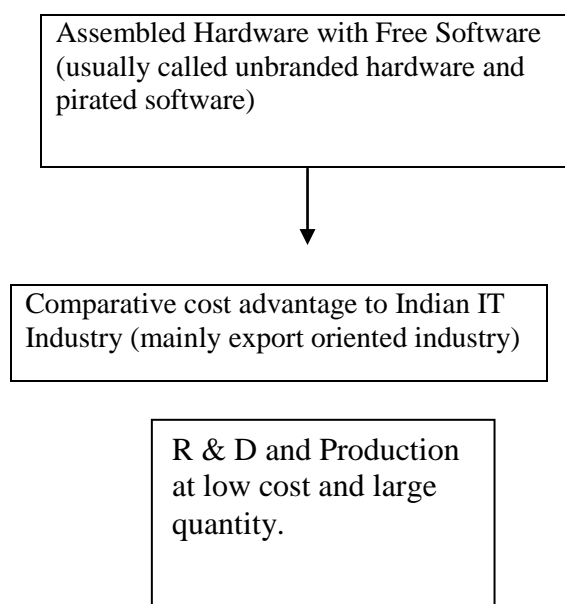 Assembled Hardware with Free Software
(usually called unbranded hardware and
pirated software)
Comparative cost advantage to Indian IT
Industry (mainly export oriented industry)
R & D and Production
at low cost and large
quantity.